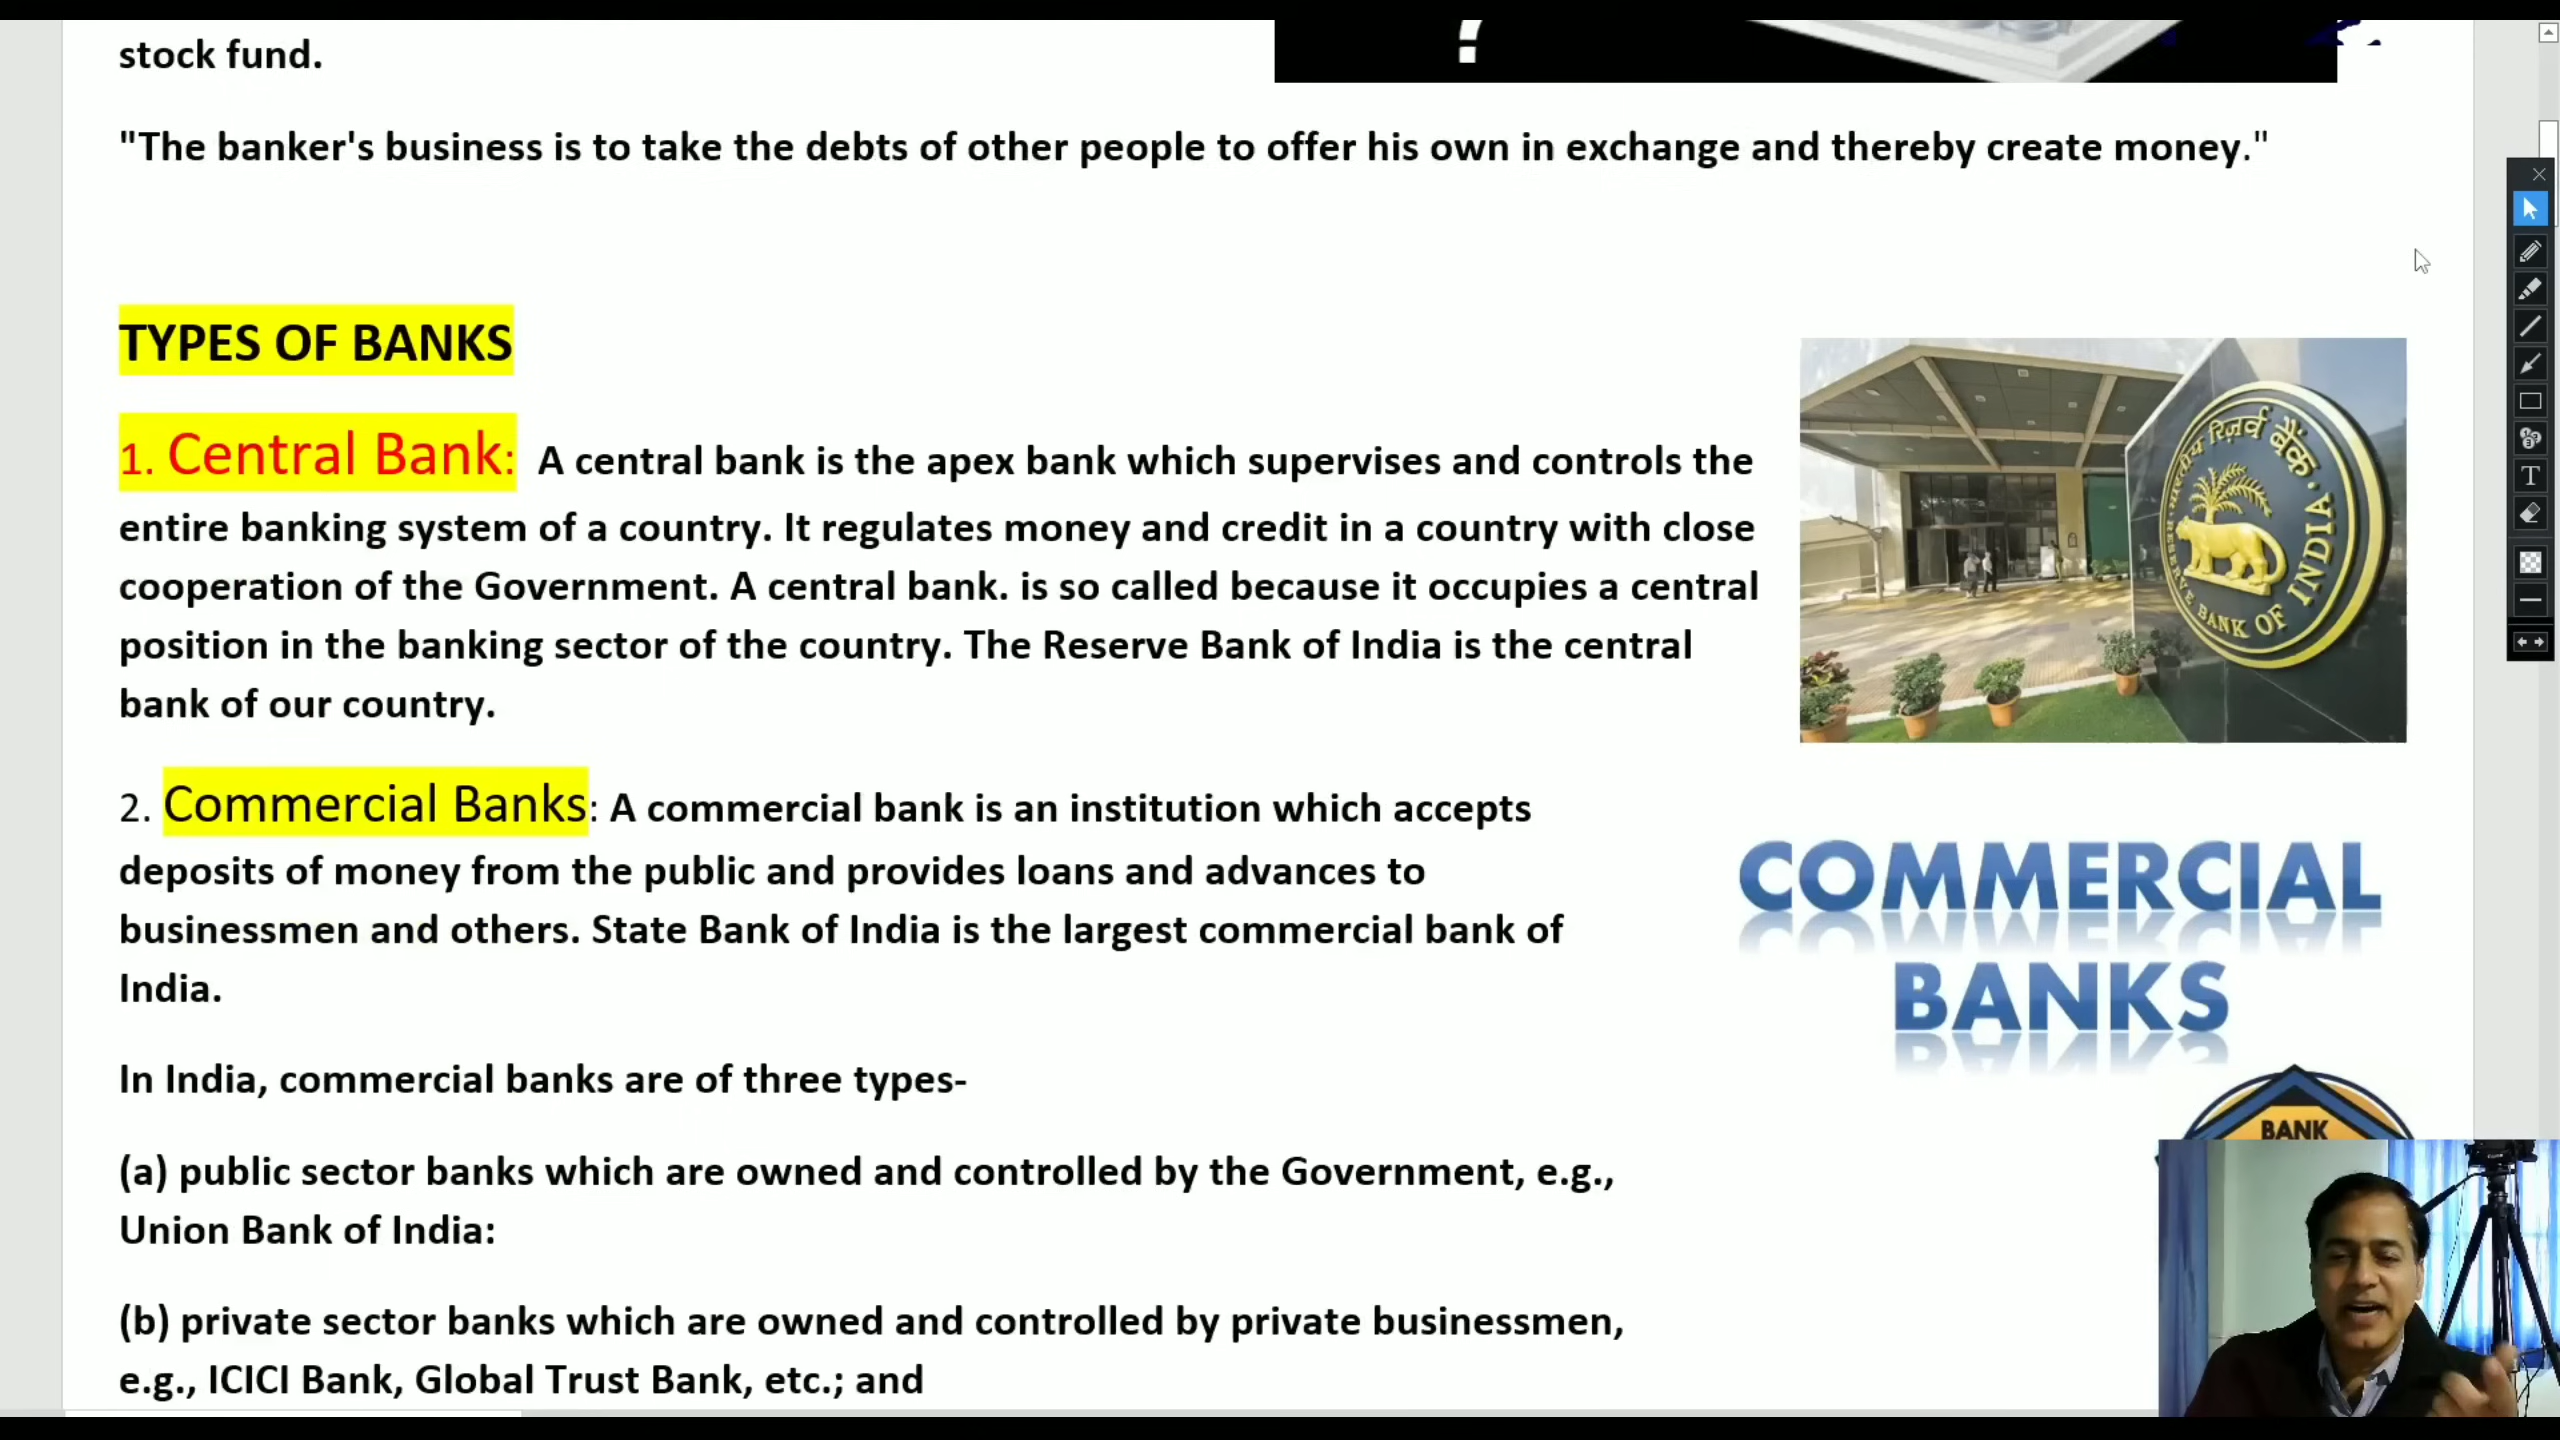 stock fund.
?
"The banker's business is to take the debts of other people to offer his own in exchange and thereby create money."
TYPES OF BANKS
1. Central Bank: A central bank is the apex bank which supervises and controls the
entire banking system of a country. It regulates money and credit in a country with close
cooperation of the Government. A central bank. is so called because it occupies a central
position in the banking sector of the country. The Reserve Bank of India is the central
bank of our country.
भारतीय रिज़र्व बैंक
RESERVE BANK OF INDIA
2. Commercial Banks: A commercial bank is an institution which accepts
deposits of money from the public and provides loans and advances to
businessmen and others. State Bank of India is the largest commercial bank of
India.
COMMERCIAL
BANKS
In India, commercial banks are of three types-
BANK
(a) public sector banks which are owned and controlled by the Government, e.g.,
Union Bank of India:
(b) private sector banks which are owned and controlled by private businessmen,
e.g., ICICI Bank, Global Trust Bank, etc.; and